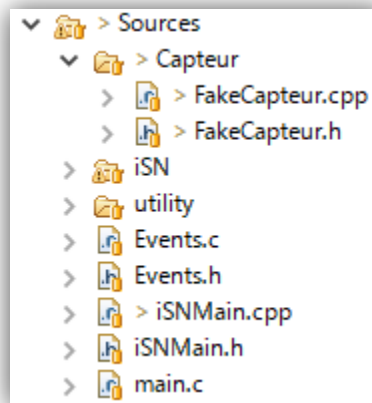 > Sources
> Capteur
> FakeCapteur.cpp
> FakeCapteur.h
iSN
utility
Events.c
Events.h
> iSNMain.cpp
iSNMain.h
main.c